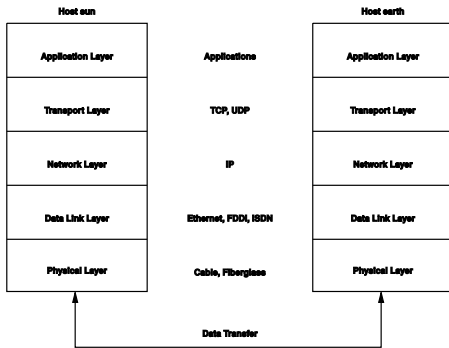 Host sun Host earth
Application Layer Applications Application Layer
Transport Layer TCP, UDP Transport Layer
Network Layer IP Network Layer
Data Link Layer Ethernet, FDDI, ISDN Data Link Layer
Physical Layer Cable, Fiberglass Physical Layer
Data Transfer